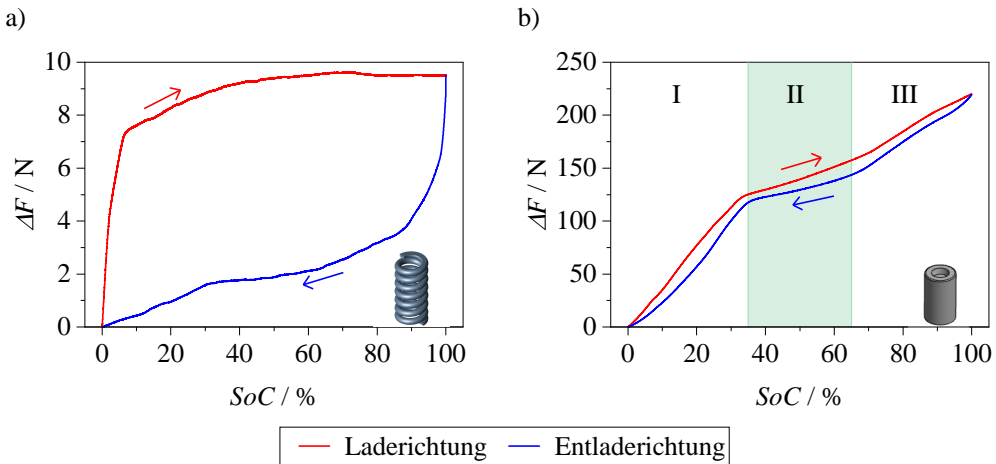 a)
10
8
6
4
2
0
ΔF / N
0 20 40 60 80 100
SoC / %
b)
250
200
150
100
50
0
ΔF / N
I II III
0 20 40 60 80 100
SoC / %
Laderichtung Entladerichtung